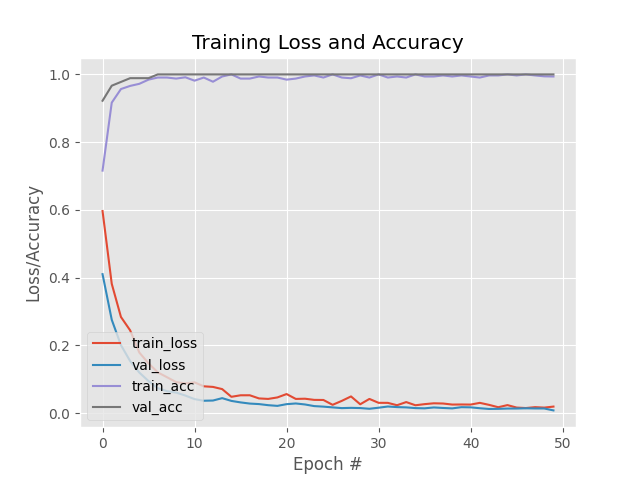 Training Loss and Accuracy
Loss/Accuracy
1.0
0.8
0.6
0.4
0.2
0.0
train_loss
val_loss
train_acc
val_acc
0 10 20 30 40 50
Epoch #